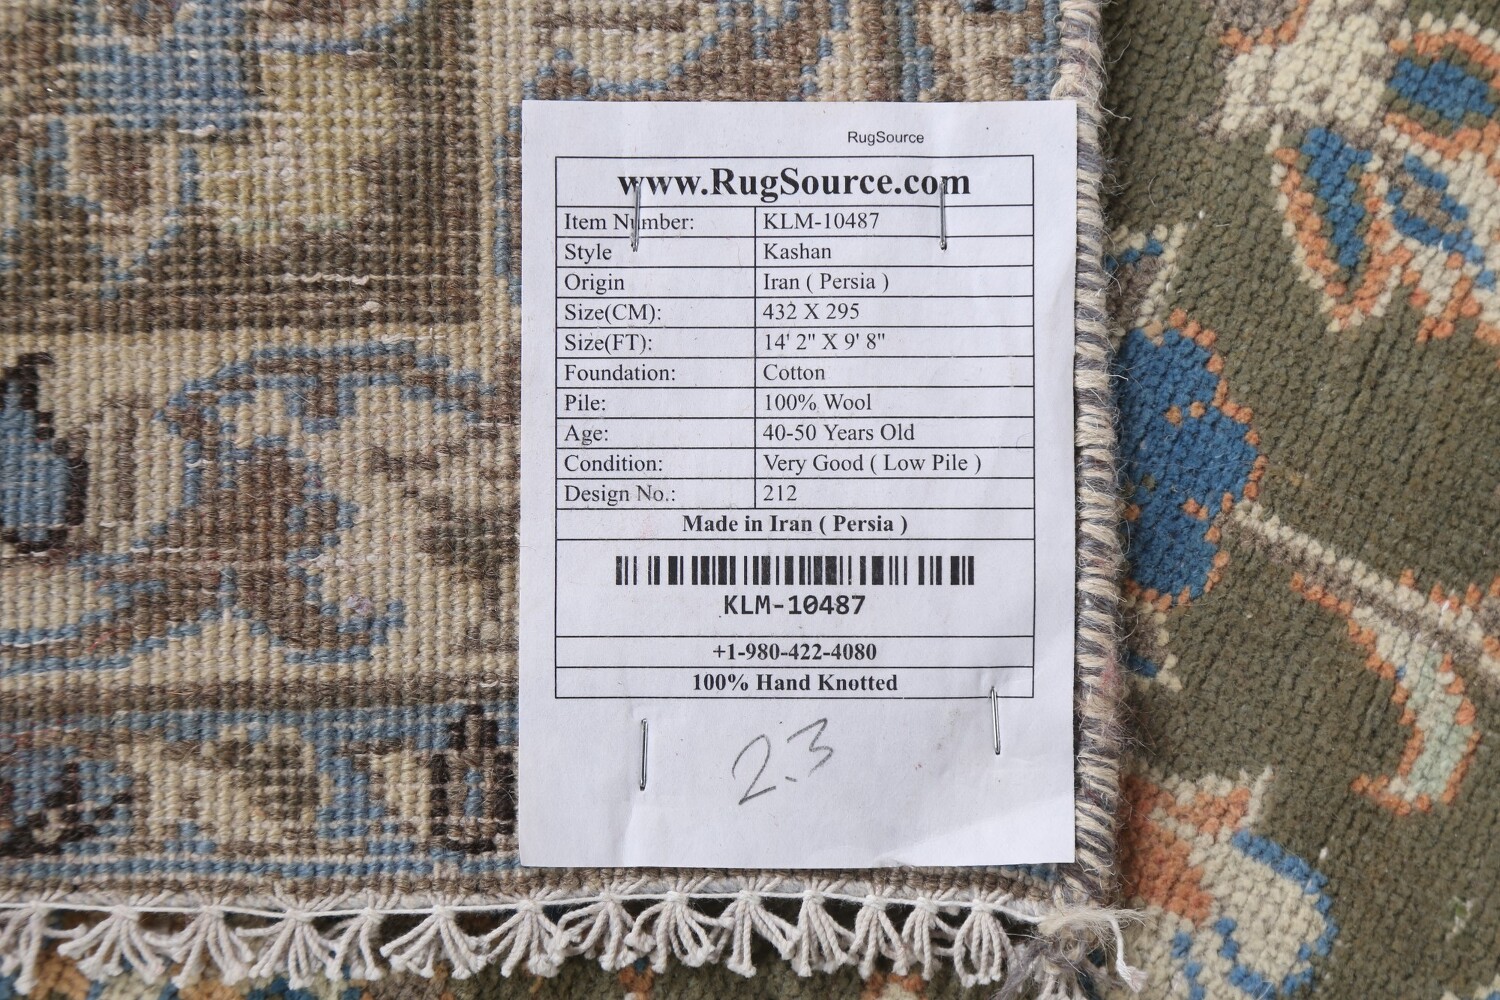 RugSource
www.RugSource.com
Item Number: KLM-10487
Style Kashan
Origin Iran ( Persia )
Size(CM): 432 X 295
Size(FT): 14' 2" X 9' 8"
Foundation: Cotton
Pile: 100% Wool
Age: 40-50 Years Old
Condition: Very Good ( Low Pile )
Design No.: 212
Made in Iran ( Persia )
KLM-10487
+1-980-422-4080
100% Hand Knotted
2.3